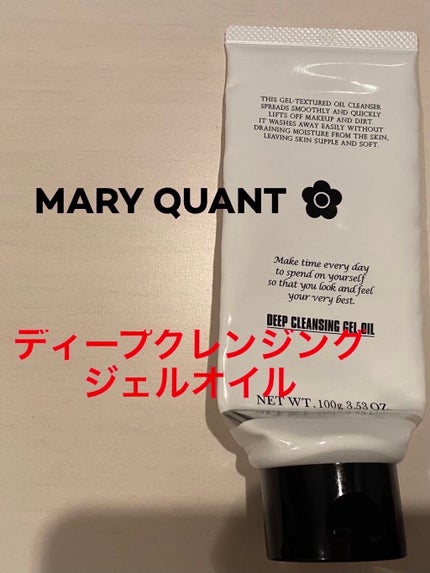 THIS GEL-TEXTURED OIL CLEANSER
SPREADS SMOOTHLY AND QUICKLY
LIFTS OFF MAKEUP AND DIRT.
IT WASHES AWAY EASILY WITHOUT
DRAINING MOISTURE FROM THE SKIN,
LEAVING SKIN SUPPLE AND SOFT.
MARY QUANT
Make time every day
to spend on yourself
so that you look and feel
your very best.
DEEP CLEANSING GEL OIL
ディープクレンジング
ジェルオイル
NET WT. 100g 3.53 OZ.